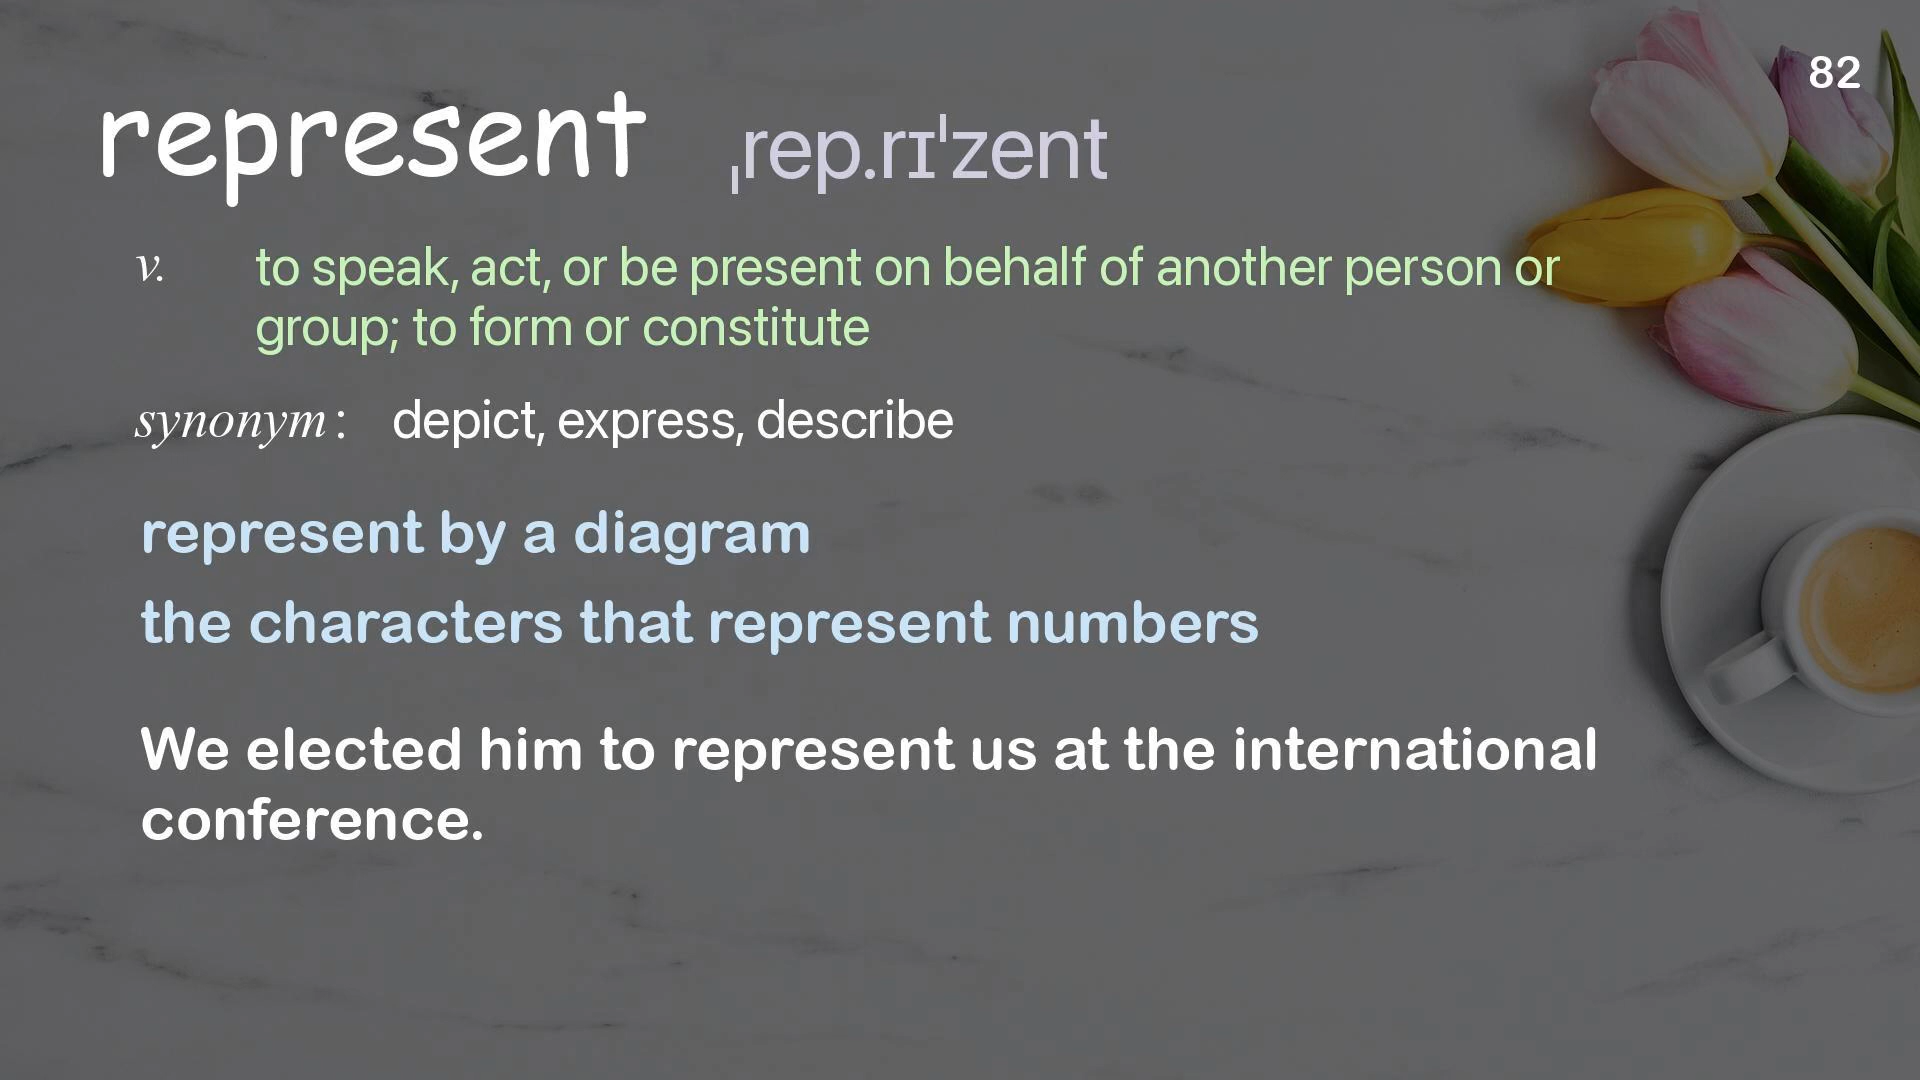 82
represent ˌrep.rɪˈzent
v. to speak, act, or be present on behalf of another person or
group; to form or constitute
synonym: depict, express, describe
represent by a diagram
the characters that represent numbers
We elected him to represent us at the international
conference.